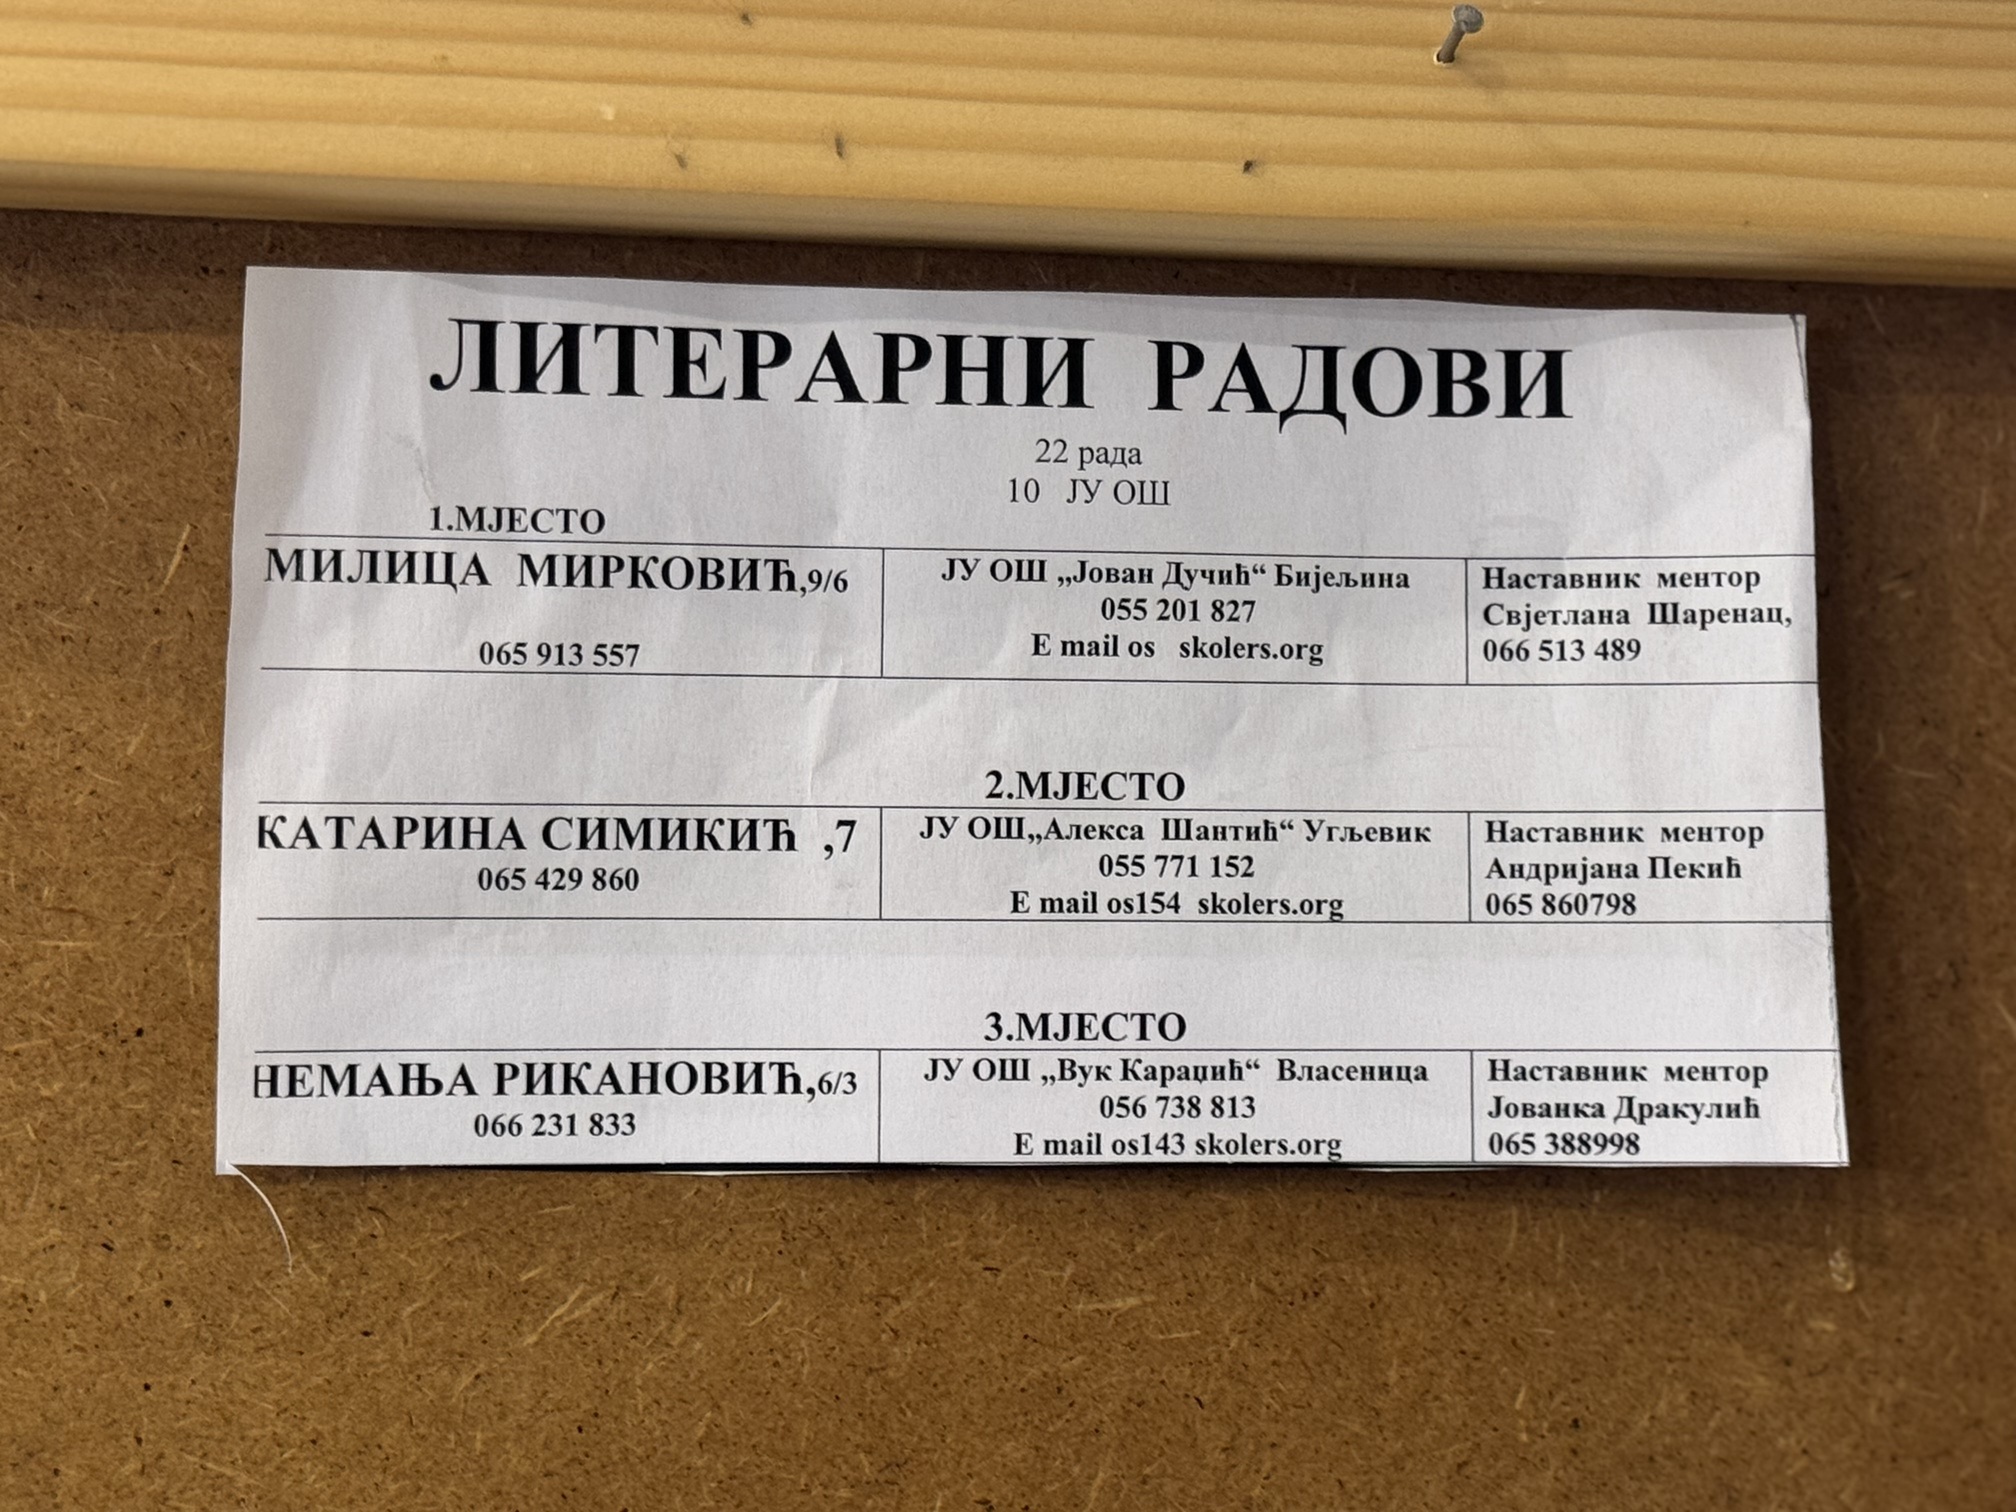 ЛИТЕРАРНИ РАДОВИ
22 рада
10 ЈУ ОШ
1.МЈЕСТО
МИЛИЦА МИРКОВИЋ,9/6
065 913 557
ЈУ ОШ „Јован Дучић“ Бијељина
055 201 827
E mail os skolers.org
Наставник ментор
Свјетлана Шаренац,
066 513 489
2.МЈЕСТО
КАТАРИНА СИМИКИЋ ,7
065 429 860
ЈУ ОШ„Алекса Шантић“ Угљевик
055 771 152
E mail os154 skolers.org
Наставник ментор
Андријана Пекић
065 860798
3.МЈЕСТО
НЕМАЊА РИКАНОВИЋ,6/3
066 231 833
ЈУ ОШ „Вук Караџић“ Власеница
056 738 813
E mail os143 skolers.org
Наставник ментор
Јованка Дракулић
065 388998